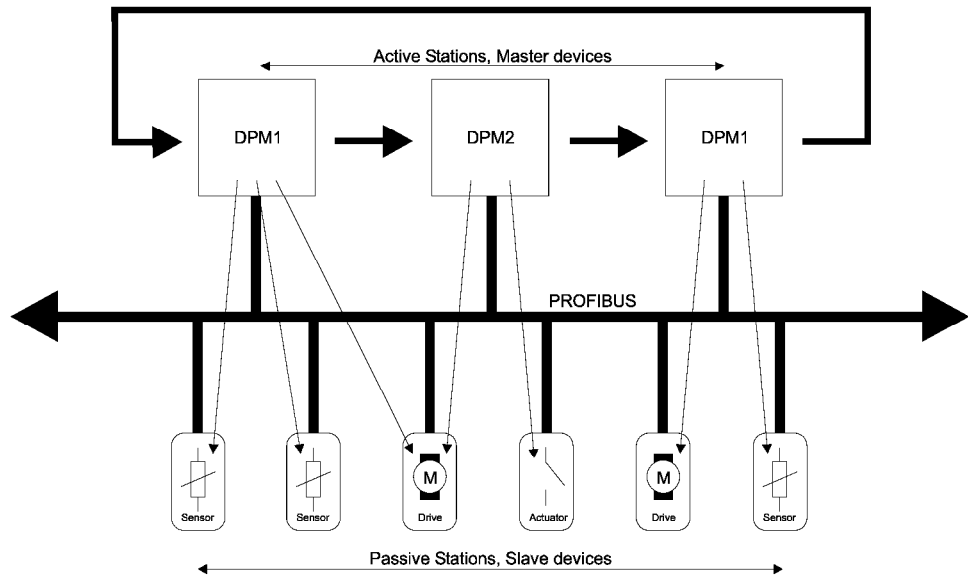 Active Stations, Master devices
DPM1
DPM2
DPM1
PROFIBUS
M
M
Sensor
Sensor
Drive
Actuator
Drive
Sensor
Passive Stations, Slave devices